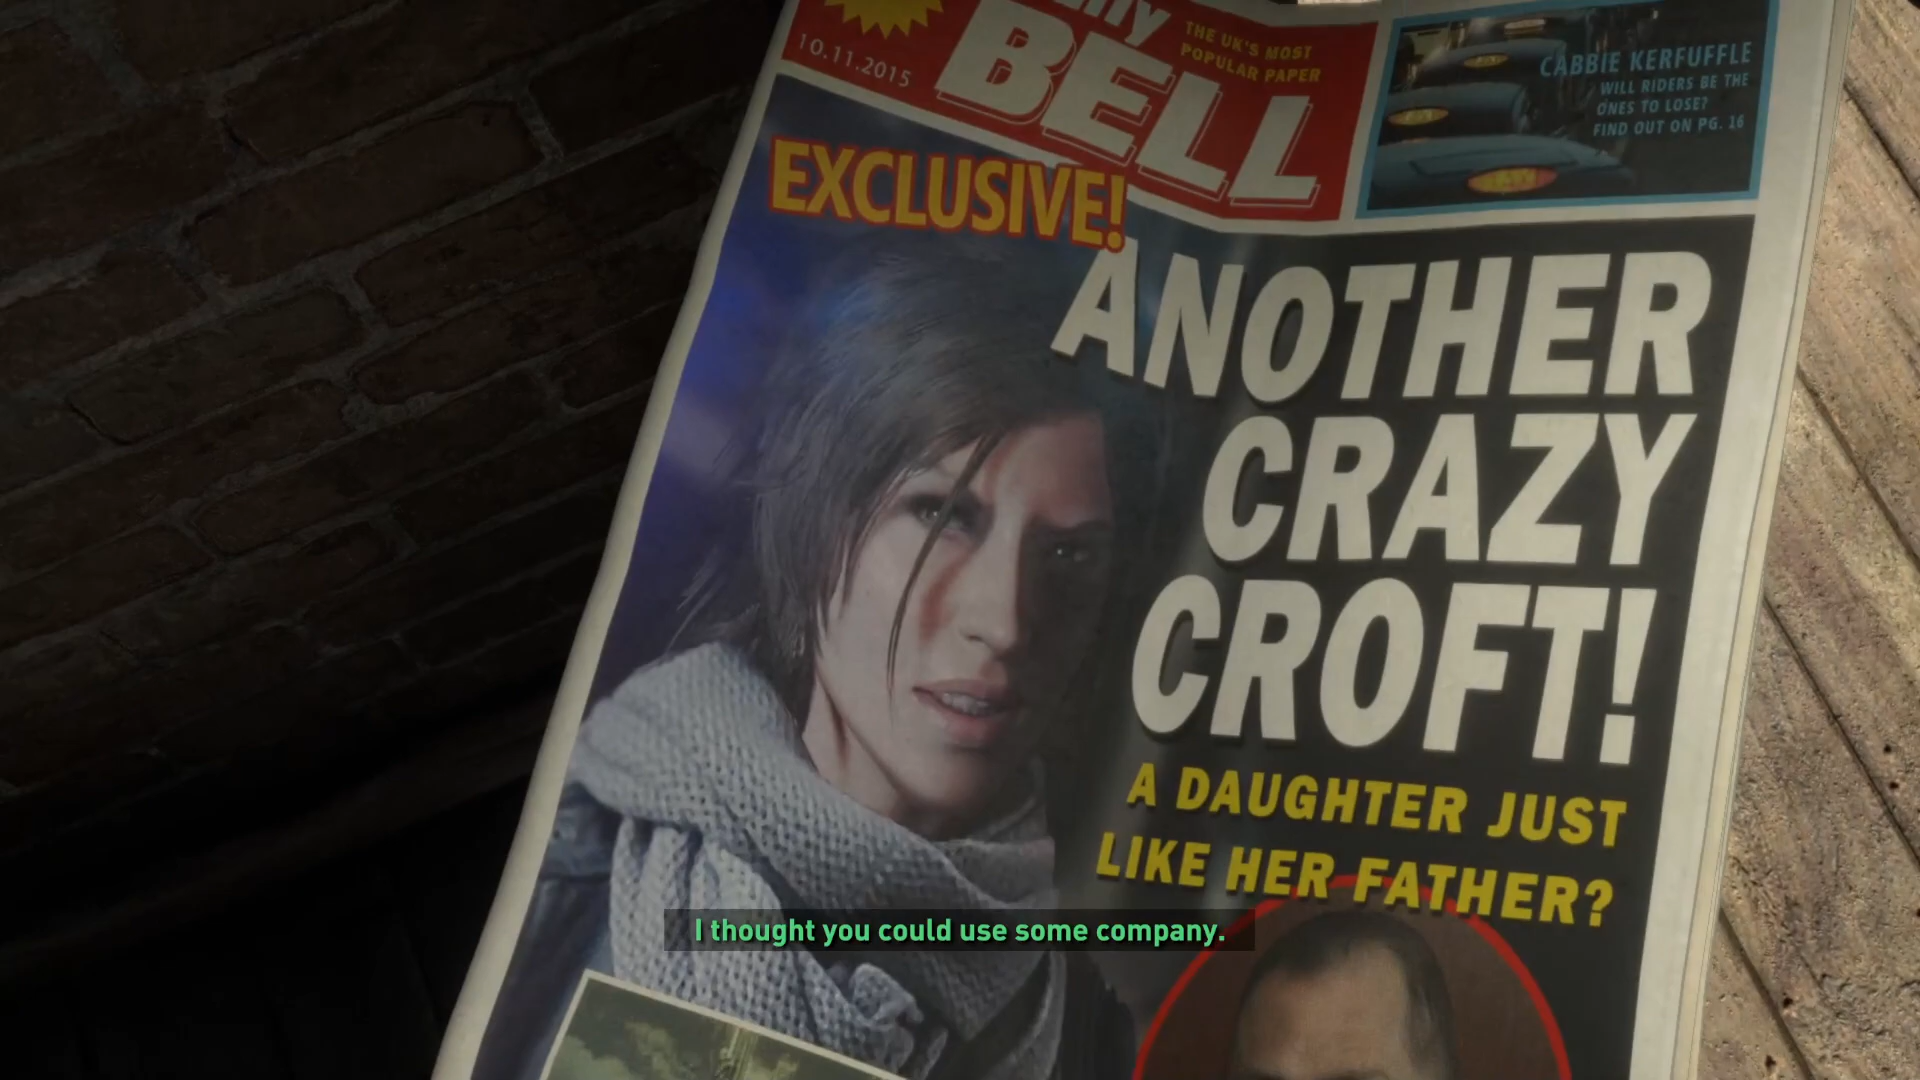 10.11.2015
BELL
THE UK'S MOST
POPULAR PAPER
CABBIE KERFUFFLE
WILL RIDERS BE THE
ONES TO LOSE?
FIND OUT ON PG. 16
EXCLUSIVE!
ANOTHER
CRAZY
CROFT!
A DAUGHTER JUST
LIKE HER FATHER?
I thought you could use some company.